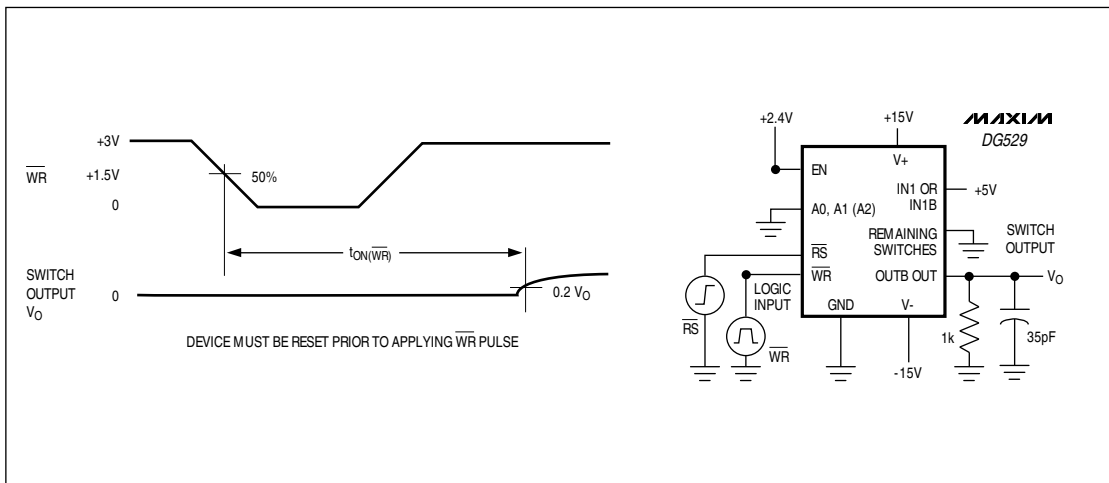 +3V
WR
+1.5V
50%
0
tON(WR)
SWITCH
OUTPUT
VO
0
0.2 VO
DEVICE MUST BE RESET PRIOR TO APPLYING WR PULSE
+2.4V
+15V
MAXIM
DG529
V+
EN
IN1 OR
IN1B
+5V
A0, A1 (A2)
REMAINING
SWITCHES
SWITCH
OUTPUT
RS
WR
OUTB OUT
VO
LOGIC
INPUT
GND
V-
RS
WR
1k
35pF
-15V